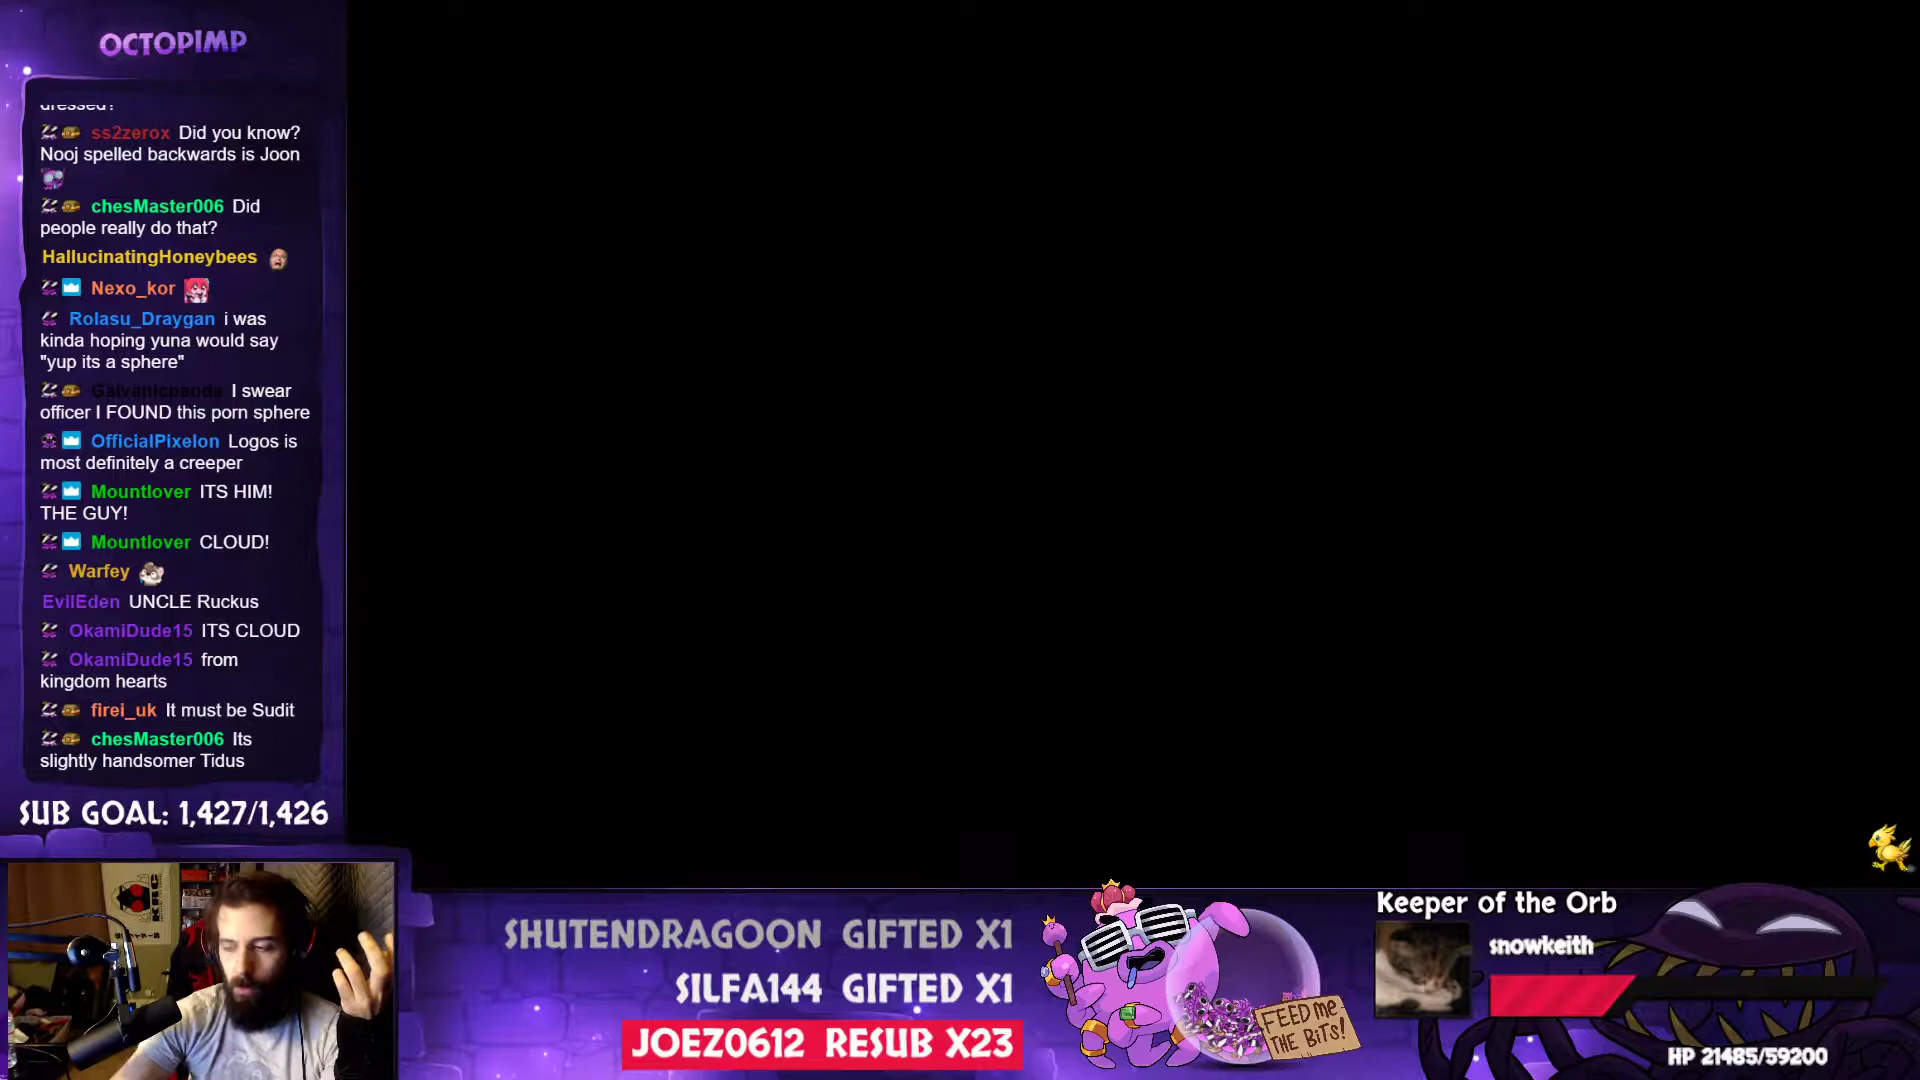 OCTOPIMP
dressed?
ss2zerox Did you know?
Nooj spelled backwards is Joon
chesMaster006 Did
people really do that?
HallucinatingHoneybees
Nexo_kor
Rolasu_Draygan i was
kinda hoping yuna would say
"yup its a sphere"
Galvanicpanda I swear
officer I FOUND this porn sphere
OfficialPixelon Logos is
most definitely a creeper
Mountlover ITS HIM!
THE GUY!
Mountlover CLOUD!
Warfey
EvilEden UNCLE Ruckus
OkamiDude15 ITS CLOUD
OkamiDude15 from
kingdom hearts
firei_uk It must be Sudit
chesMaster006 Its
slightly handsomer Tidus
SUB GOAL: 1,427/1,426
SHUTENDRAGOON GIFTED X1
SILFA144 GIFTED X1
JOEZ0612 RESUB X23
FEED ME
THE BITS!
Keeper of the Orb
snowkeith
HP 21485/59200